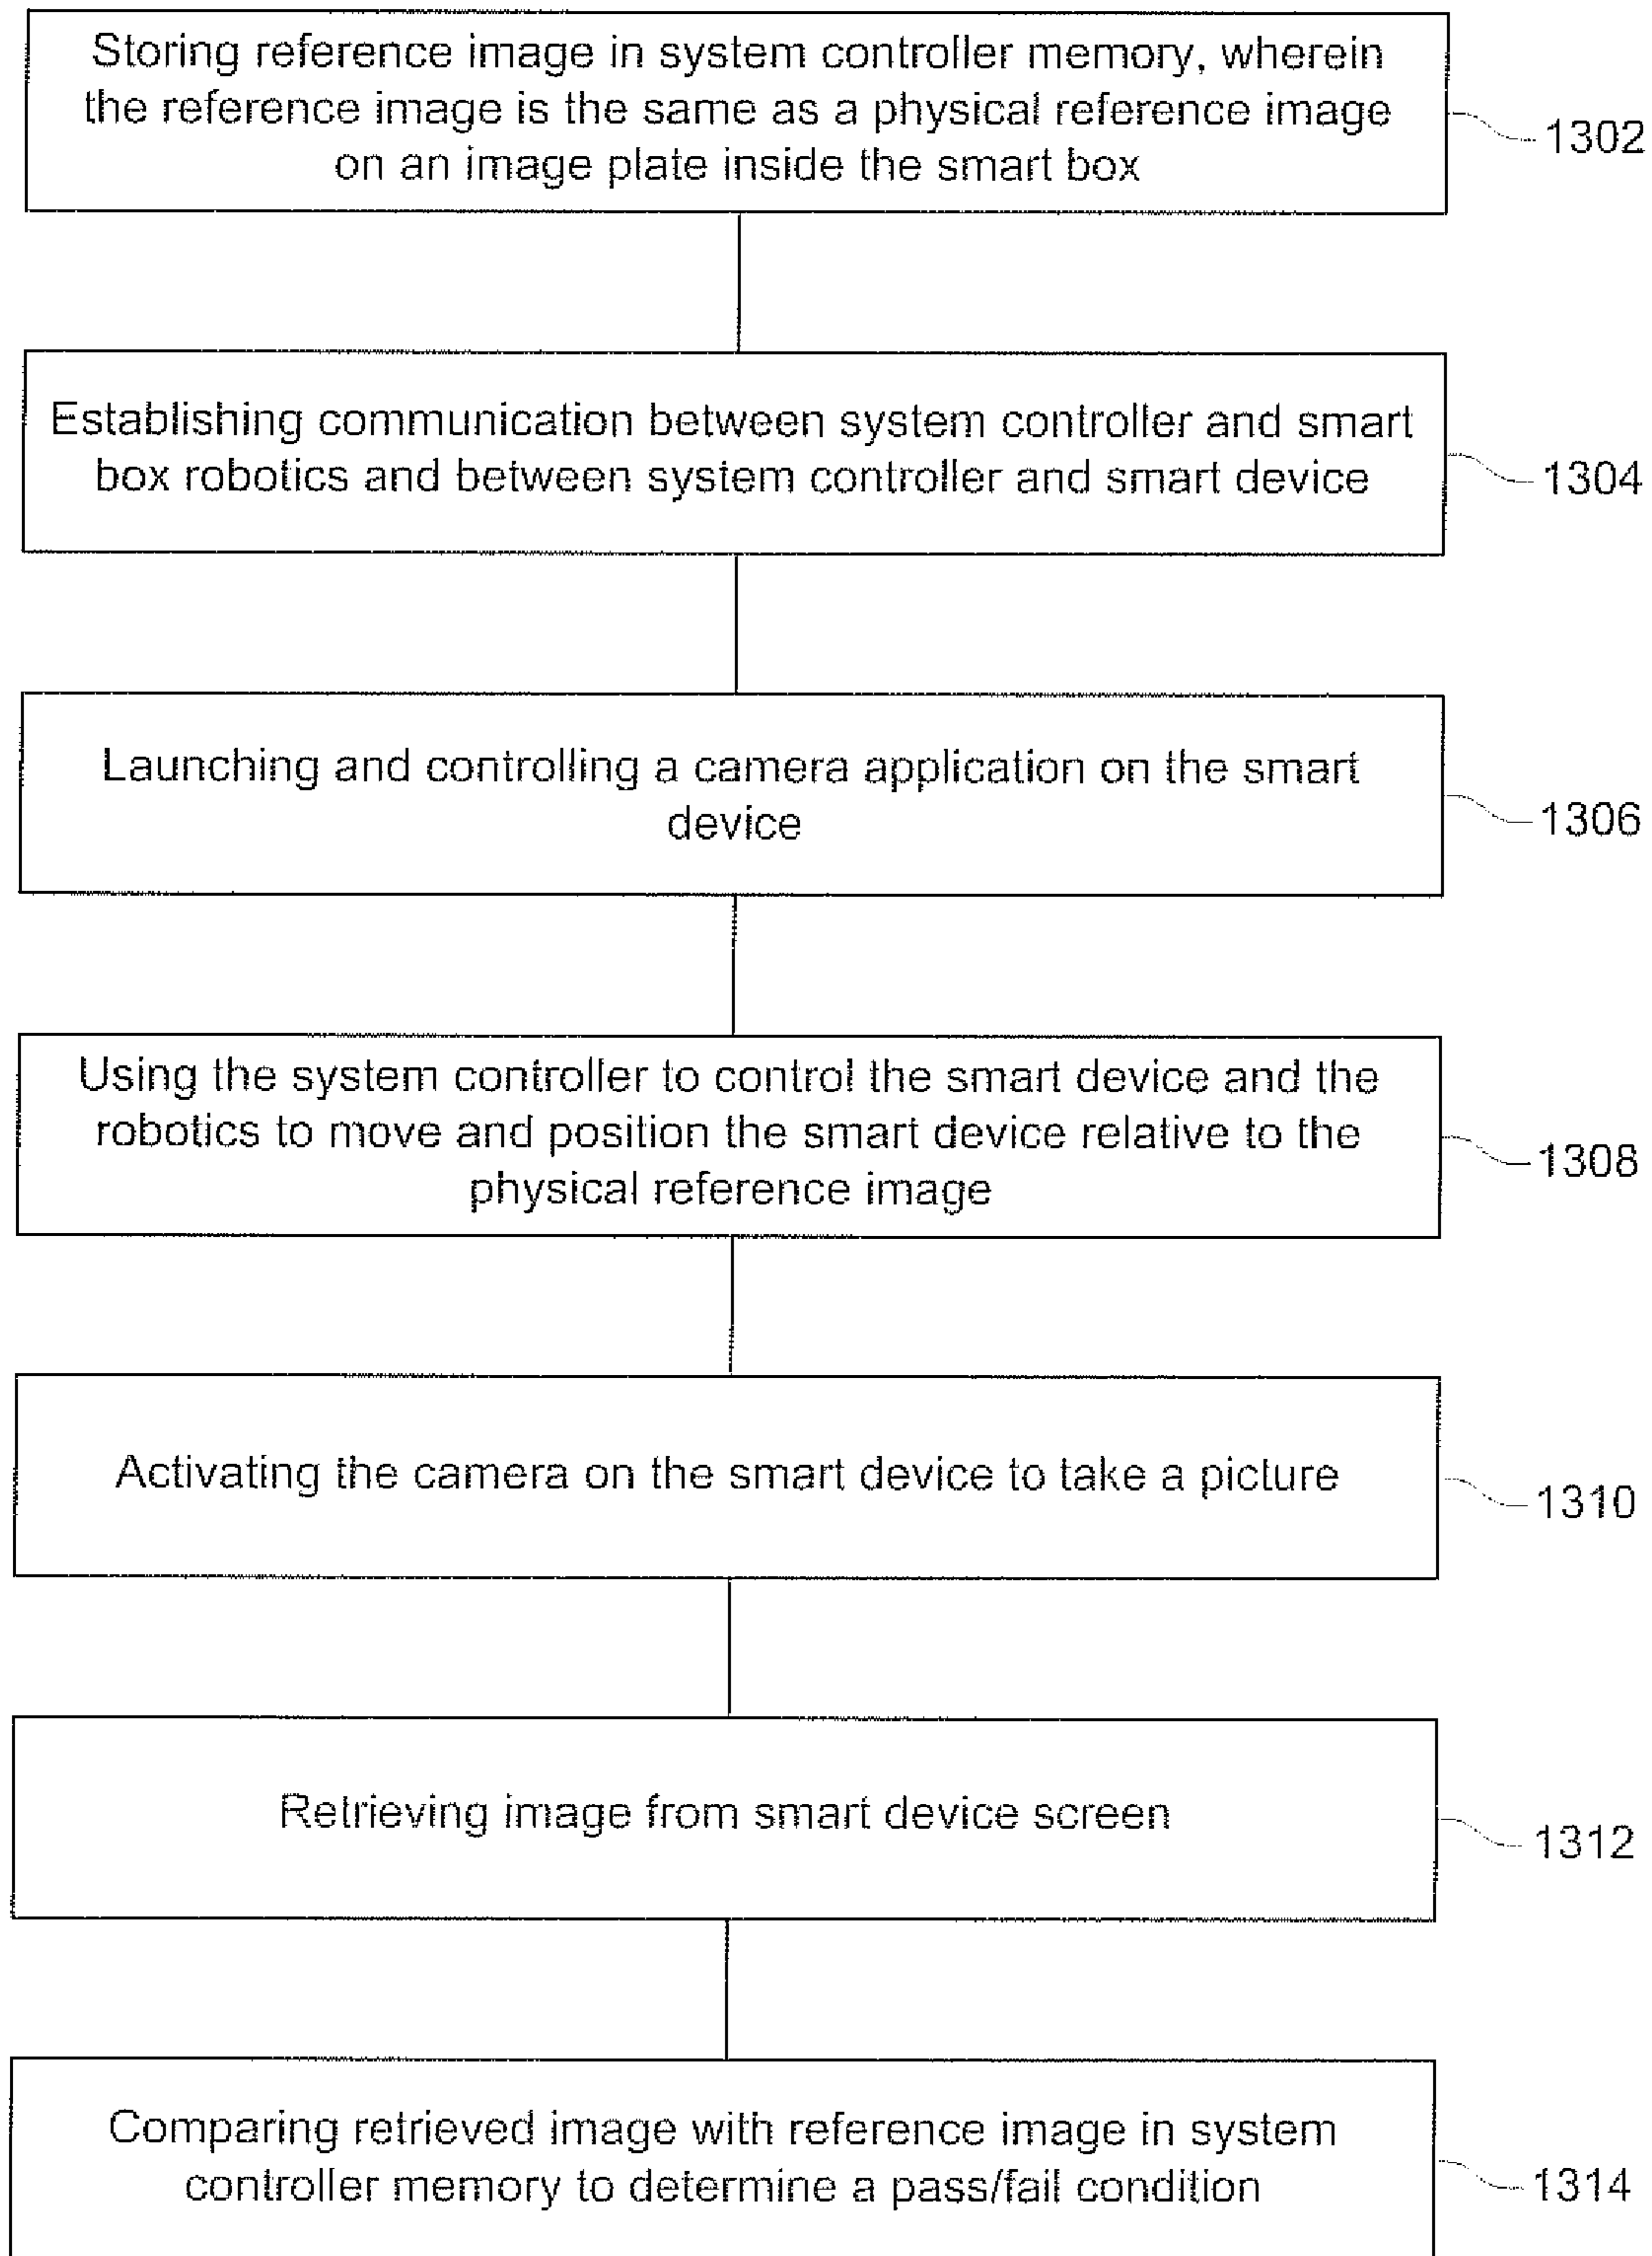 Storing reference image in system controller memory, wherein
the reference image is the same as a physical reference image
on an image plate inside the smart box
1302
Establishing communication between system controller and smart
box robotics and between system controller and smart device
1304
Launching and controlling a camera application on the smart
device
1306
Using the system controller to control the smart device and the
robotics to move and position the smart device relative to the
physical reference image
1308
Activating the camera on the smart device to take a picture
1310
Retrieving image from smart device screen
1312
Comparing retrieved image with reference image in system
controller memory to determine a pass/fail condition
1314